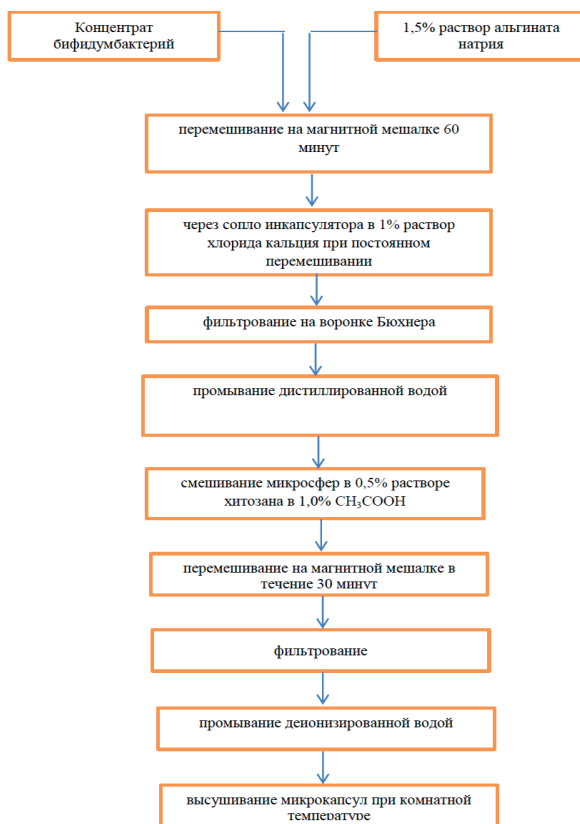 Концентрат
бифидумбактерий
1,5% раствор альгината
натрия
перемешивание на магнитной мешалке 60
минут
через сопло инкапсулятора в 1% раствор
хлорида кальция при постоянном
перемешивании
фильтрование на воронке Бюхнера
промывание дистиллированной водой
смешивание микросфер в 0,5% растворе
хитозана в 1,0% CH₃COOH
перемешивание на магнитной мешалке в
течение 30 минут
фильтрование
промывание деионизированной водой
высушивание микрокапсул при комнатной
температуре